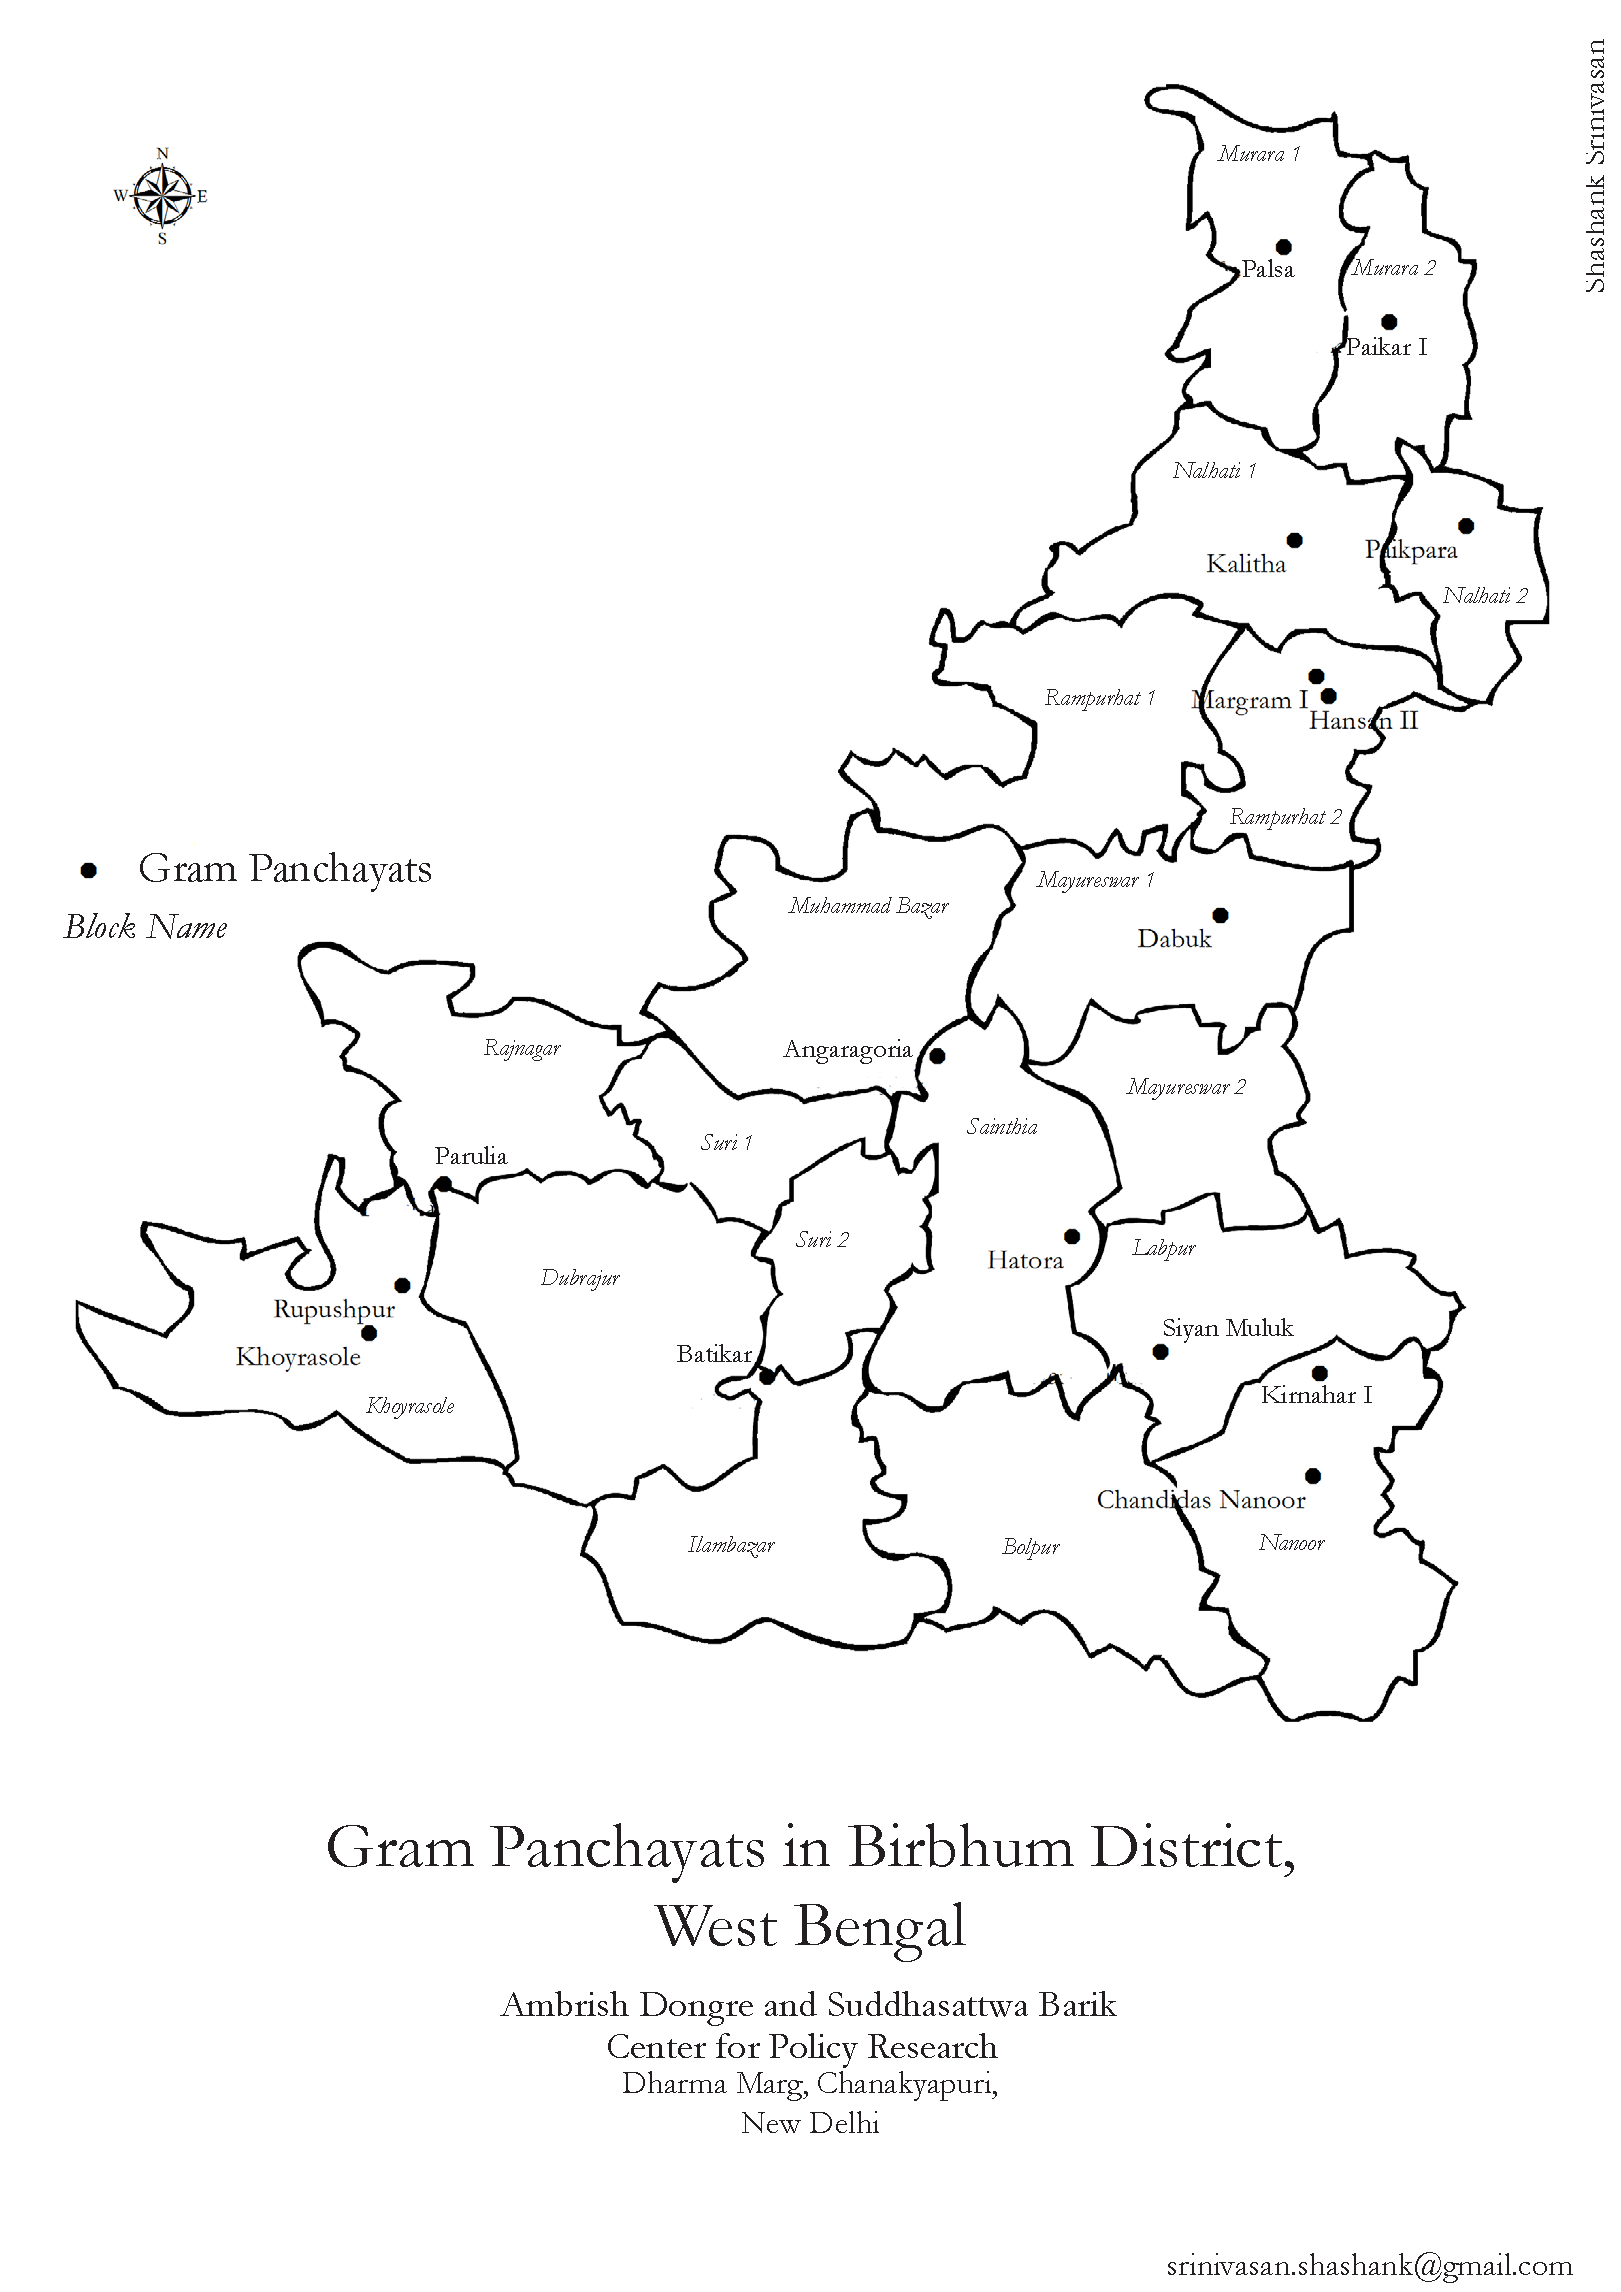 Shashank Srinivasan
N
W E
S
Murara 1
Palsa
Murara 2
Paikar I
Nalhati 1
Kalitha
Paikpara
Nalhati 2
Rampurhat 1
Margram I
Hansan II
Rampurhat 2
Gram Panchayats
Block Name
Muhammad Bazar
Mayureswar 1
Dabuk
Rajnagar
Angaragoria
Mayureswar 2
Sainthia
Suri 1
Parulia
Suri 2
Hatora
Labpur
Dubrajur
Rupushpur
Khoyrasole
Siyan Muluk
Batikar
Kirnahar I
Khoyrasole
Chandidas Nanoor
Ilambazar
Bolpur
Nanoor
Gram Panchayats in Birbhum District,
West Bengal
Ambrish Dongre and Suddhasattwa Barik
Center for Policy Research
Dharma Marg, Chanakyapuri,
New Delhi
srinivasan.shashank@gmail.com